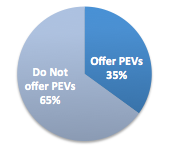 Offer PEVs
35%
Do Not
offer PEVs
65%